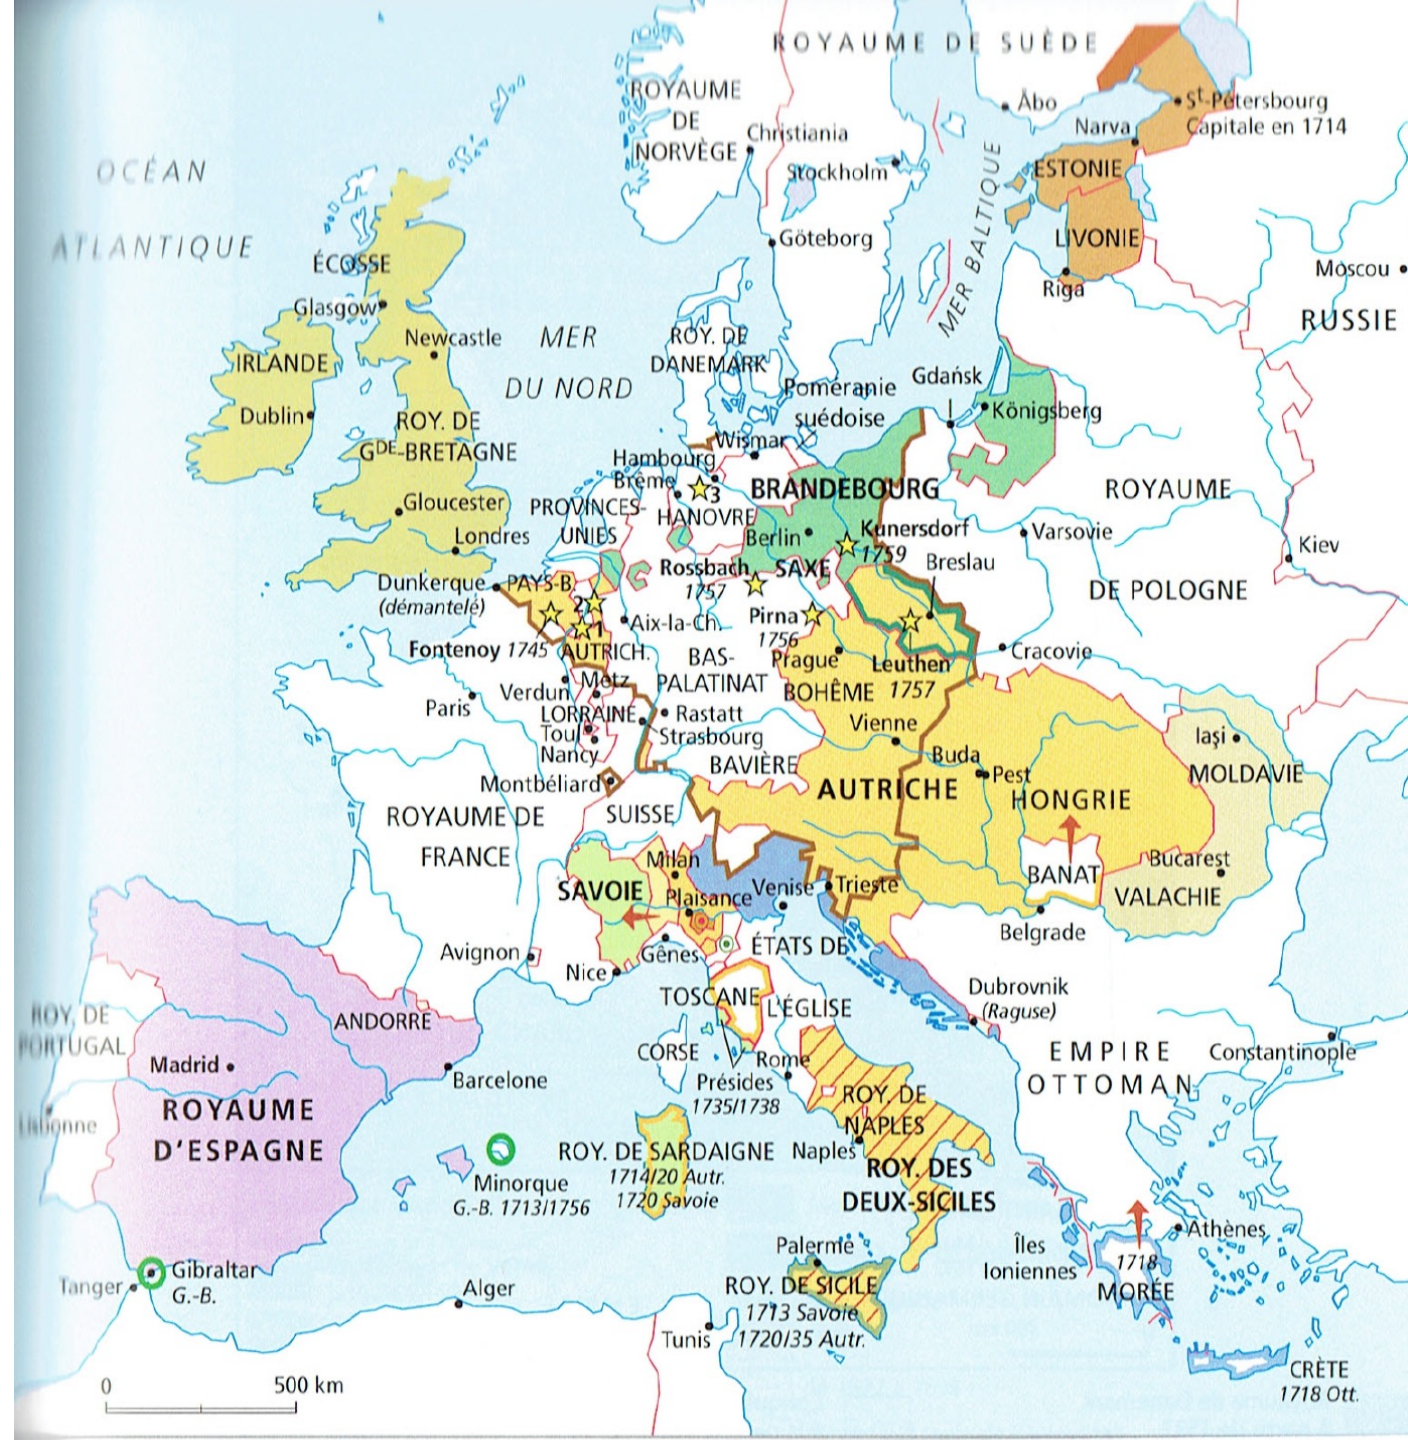 ROYAUME DE SUÈDE
ROYAUME
DE
NORVÈGE
Christiania
Åbo
St-Pétersbourg
Capitale en 1714
Narva
OCÉAN
ATLANTIQUE
Stockholm
ESTONIE
MER BALTIQUE
Göteborg
LIVONIE
Riga
Moscou
RUSSIE
ÉCOSSE
Glasgow
Newcastle
IRLANDE
Dublin
MER
DU NORD
ROY. DE
DANEMARK
Poméranie
suédoise
Gdańsk
Königsberg
ROY. DE
GDE-BRETAGNE
Wismar
Hambourg
Brême
3
BRANDEBOURG
ROYAUME
DE POLOGNE
Gloucester
Londres
PROVINCES-
UNIES
HANOVRE
Berlin
Kunersdorf
1759
Varsovie
Kiev
Rossbach
1757
SAXE
Breslau
Dunkerque
(démantelé)
PAYS-B.
2
1
AUTRICH.
Aix-la-Ch.
Pirna
1756
Fontenoy 1745
Prague
Leuthen
1757
Cracovie
BAS-
PALATINAT
BOHÊME
Verdun
Metz
Paris
LORRAINE
Toul
Nancy
Rastatt
Strasbourg
Vienne
Iași
MOLDAVIE
BAVIÈRE
Buda
Pest
Montbéliard
AUTRICHE
HONGRIE
ROYAUME DE
FRANCE
SUISSE
Milan
SAVOIE
Plaisance
Venise
Trieste
BANAT
Bucarest
VALACHIE
Belgrade
Avignon
Nice
Gênes
ÉTATS DE
L'ÉGLISE
TOSCANE
Dubrovnik
(Raguse)
ROY. DE
PORTUGAL
ANDORRE
CORSE
Rome
Présides
1735/1738
EMPIRE
OTTOMAN
Constantinople
Madrid
Barcelone
Lisbonne
ROYAUME
D'ESPAGNE
ROY. DE
NAPLES
Naples
ROY. DES
DEUX-SICILES
Minorque
G.-B. 1713/1756
ROY. DE SARDAIGNE
1714/20 Autr.
1720 Savoie
Athènes
Îles
Ioniennes
1718
MORÉE
Palerme
ROY. DE SICILE
1713 Savoie
1720/35 Autr.
Tanger
Gibraltar
G.-B.
Alger
Tunis
CRÈTE
1718 Ott.
0 500 km